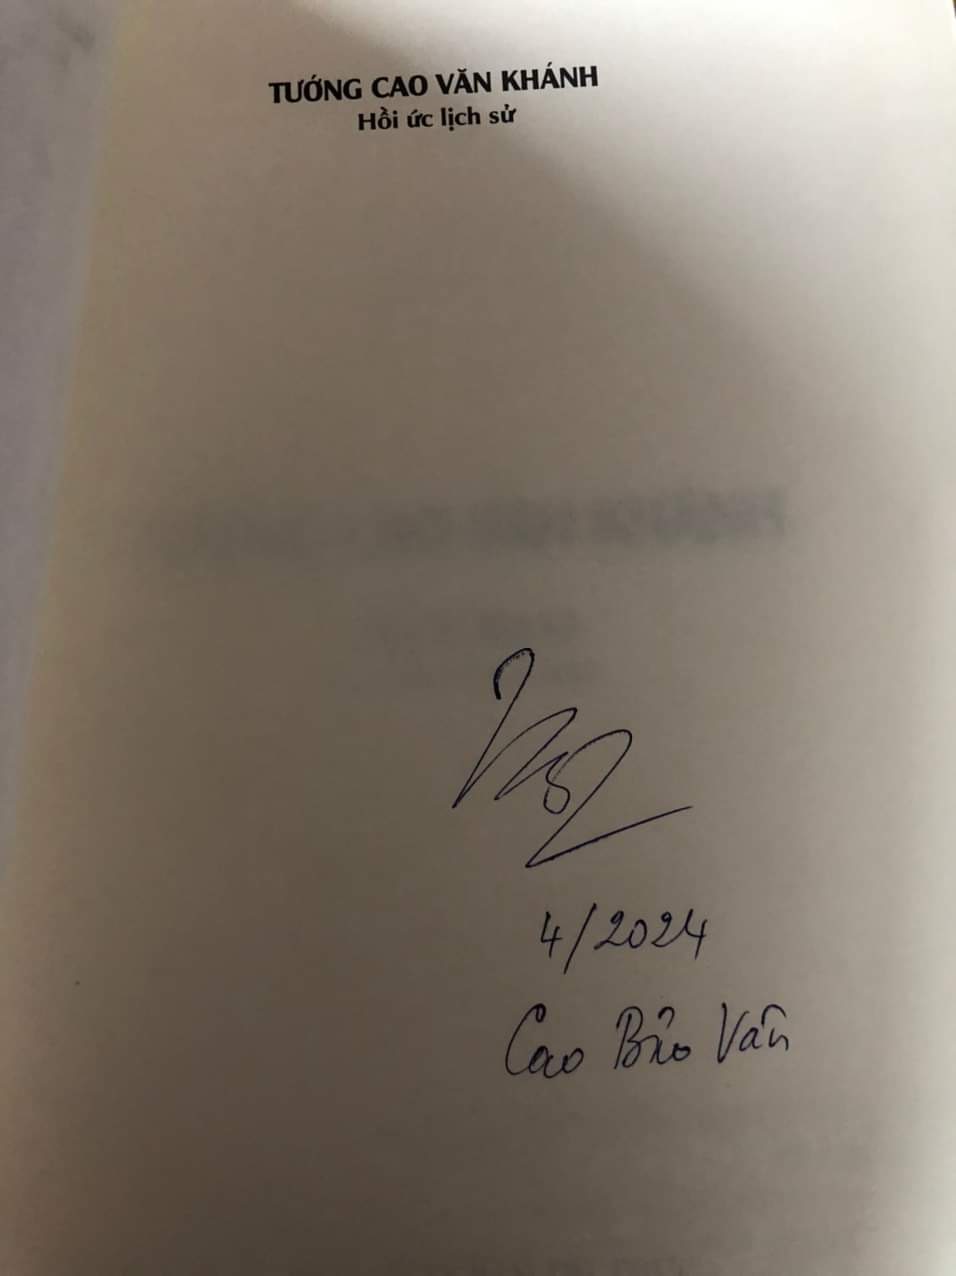 TƯỚNG CAO VĂN KHÁNH
Hồi ức lịch sử
4/2024
Cao Bảo Vân